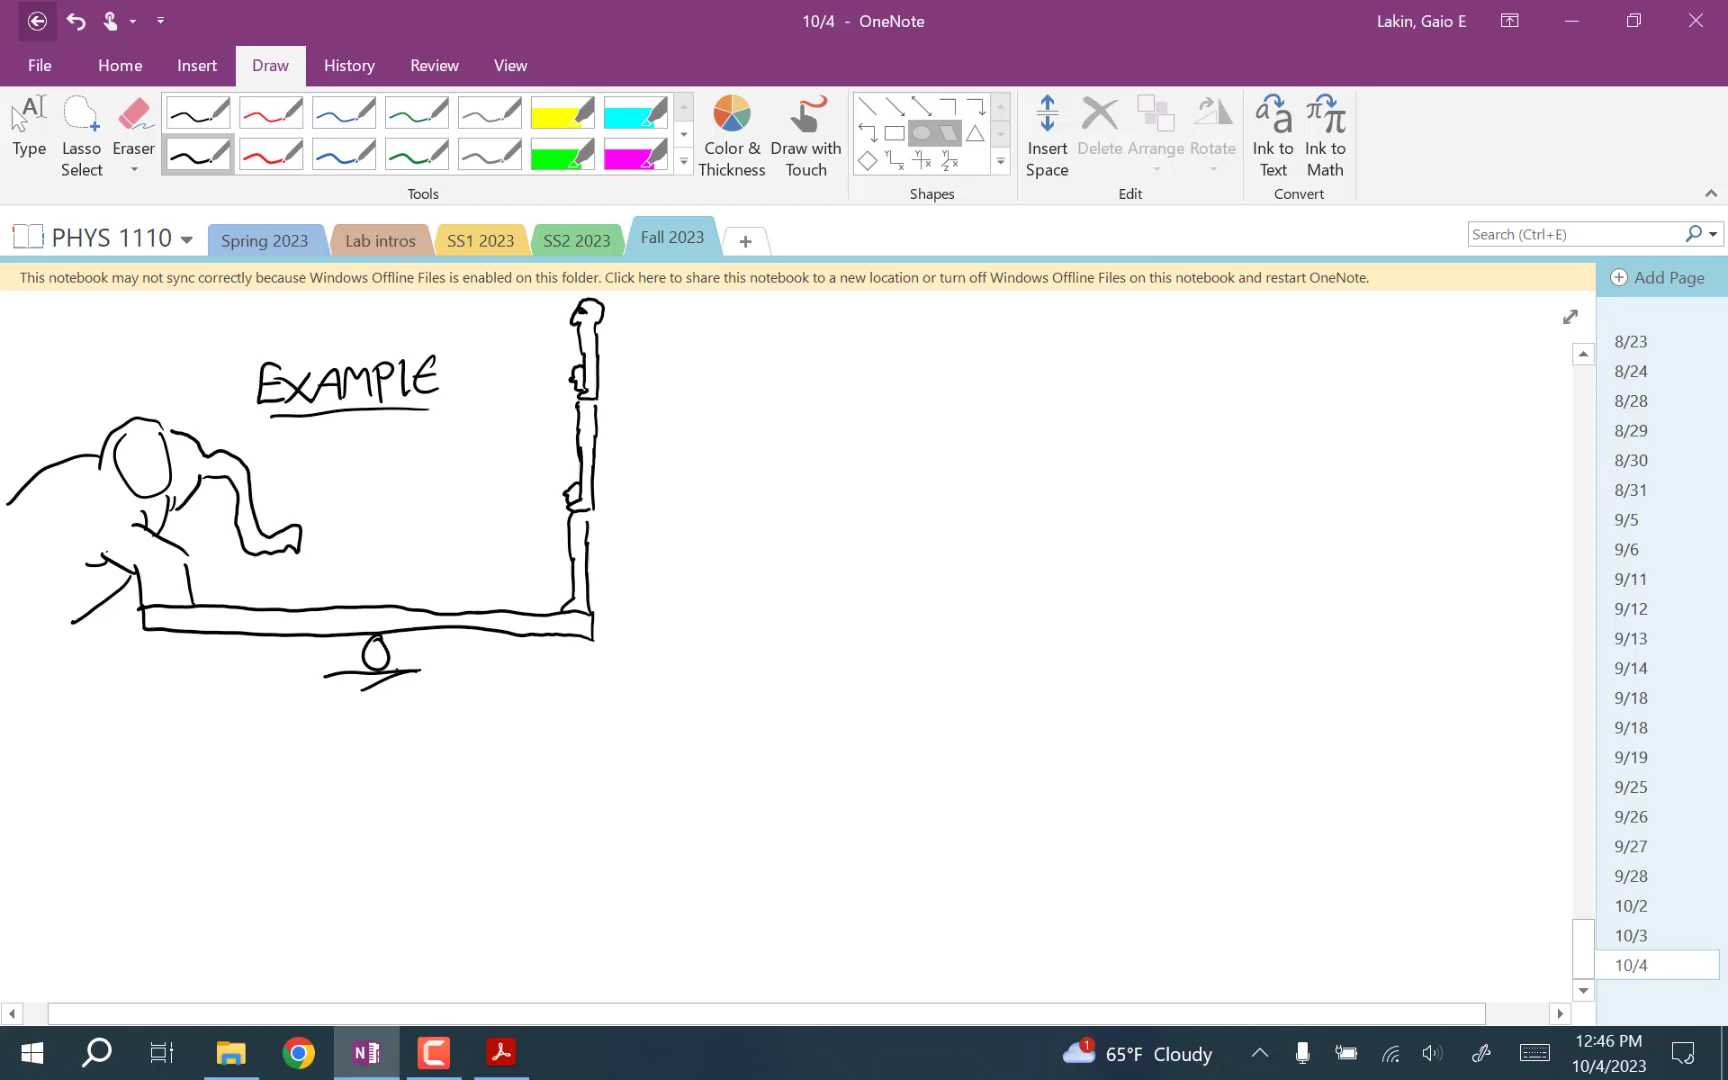 10/4 - OneNote
Lakin, Gaio E
File
Home
Insert
Draw
History
Review
View
Type
Lasso
Select
Eraser
Color &
Thickness
Draw with
Touch
Insert
Space
Delete
Arrange
Rotate
Ink to
Text
Ink to
Math
Tools
Shapes
Edit
Convert
PHYS 1110
Spring 2023
Lab intros
SS1 2023
SS2 2023
Fall 2023
Search (Ctrl+E)
This notebook may not sync correctly because Windows Offline Files is enabled on this folder. Click here to share this notebook to a new location or turn off Windows Offline Files on this notebook and restart OneNote.
Add Page
EXAMPLE
8/23
8/24
8/28
8/29
8/30
8/31
9/5
9/6
9/11
9/12
9/13
9/14
9/18
9/18
9/19
9/25
9/26
9/27
9/28
10/2
10/3
10/4
1
65°F Cloudy
12:46 PM
10/4/2023